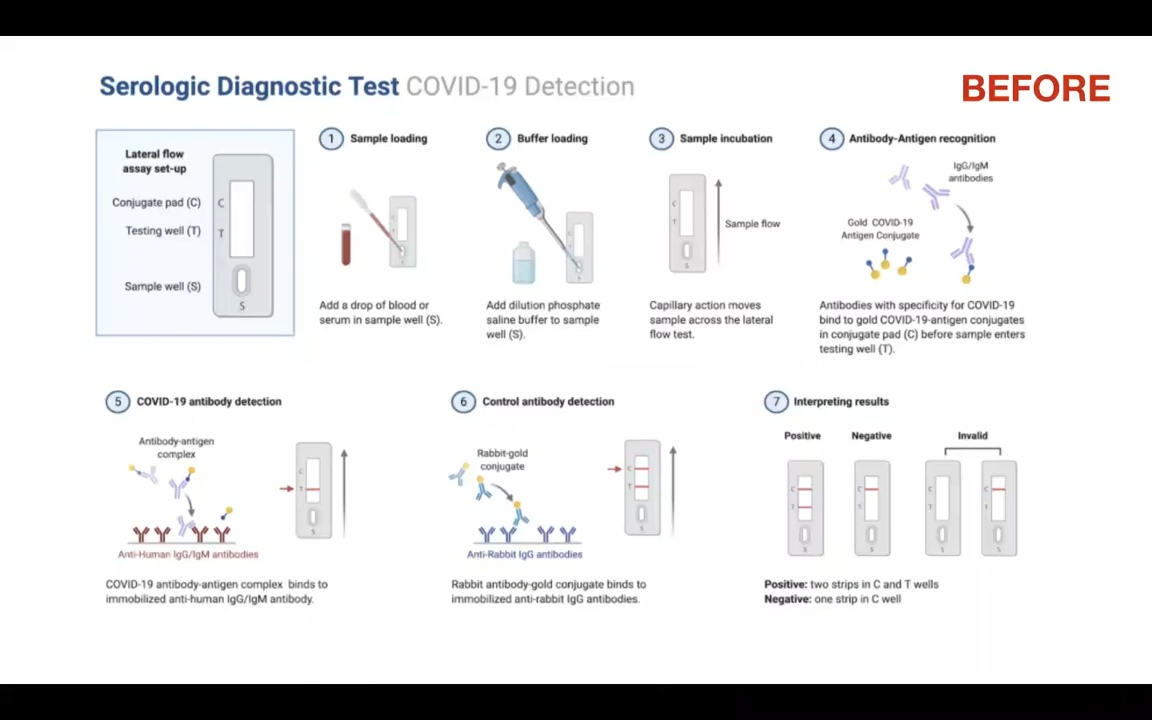 Serologic Diagnostic Test COVID-19 Detection
BEFORE
Lateral flow
assay set-up
Conjugate pad (C)
Testing well (T)
Sample well (S)
C
T
S
1 Sample loading
C
T
S
Add a drop of blood or
serum in sample well (S).
2 Buffer loading
Add dilution phosphate
saline buffer to sample
well (S).
3 Sample incubation
C
T
S
Sample flow
Capillary action moves
sample across the lateral
flow test.
4 Antibody-Antigen recognition
IgG/IgM
antibodies
Gold COVID-19
Antigen Conjugate
Antibodies with specificity for COVID-19
bind to gold COVID-19-antigen conjugates
in conjugate pad (C) before sample enters
testing well (T).
5 COVID-19 antibody detection
Antibody-antigen
complex
C
T
S
Anti-Human IgG/IgM antibodies
COVID-19 antibody-antigen complex binds to
immobilized anti-human IgG/IgM antibody.
6 Control antibody detection
Rabbit-gold
conjugate
C
T
S
Anti-Rabbit IgG antibodies
Rabbit antibody-gold conjugate binds to
immobilized anti-rabbit IgG antibodies.
7 Interpreting results
Positive
Negative
Invalid
C
T
S
C
T
S
C
T
S
C
T
S
Positive: two strips in C and T wells
Negative: one strip in C well